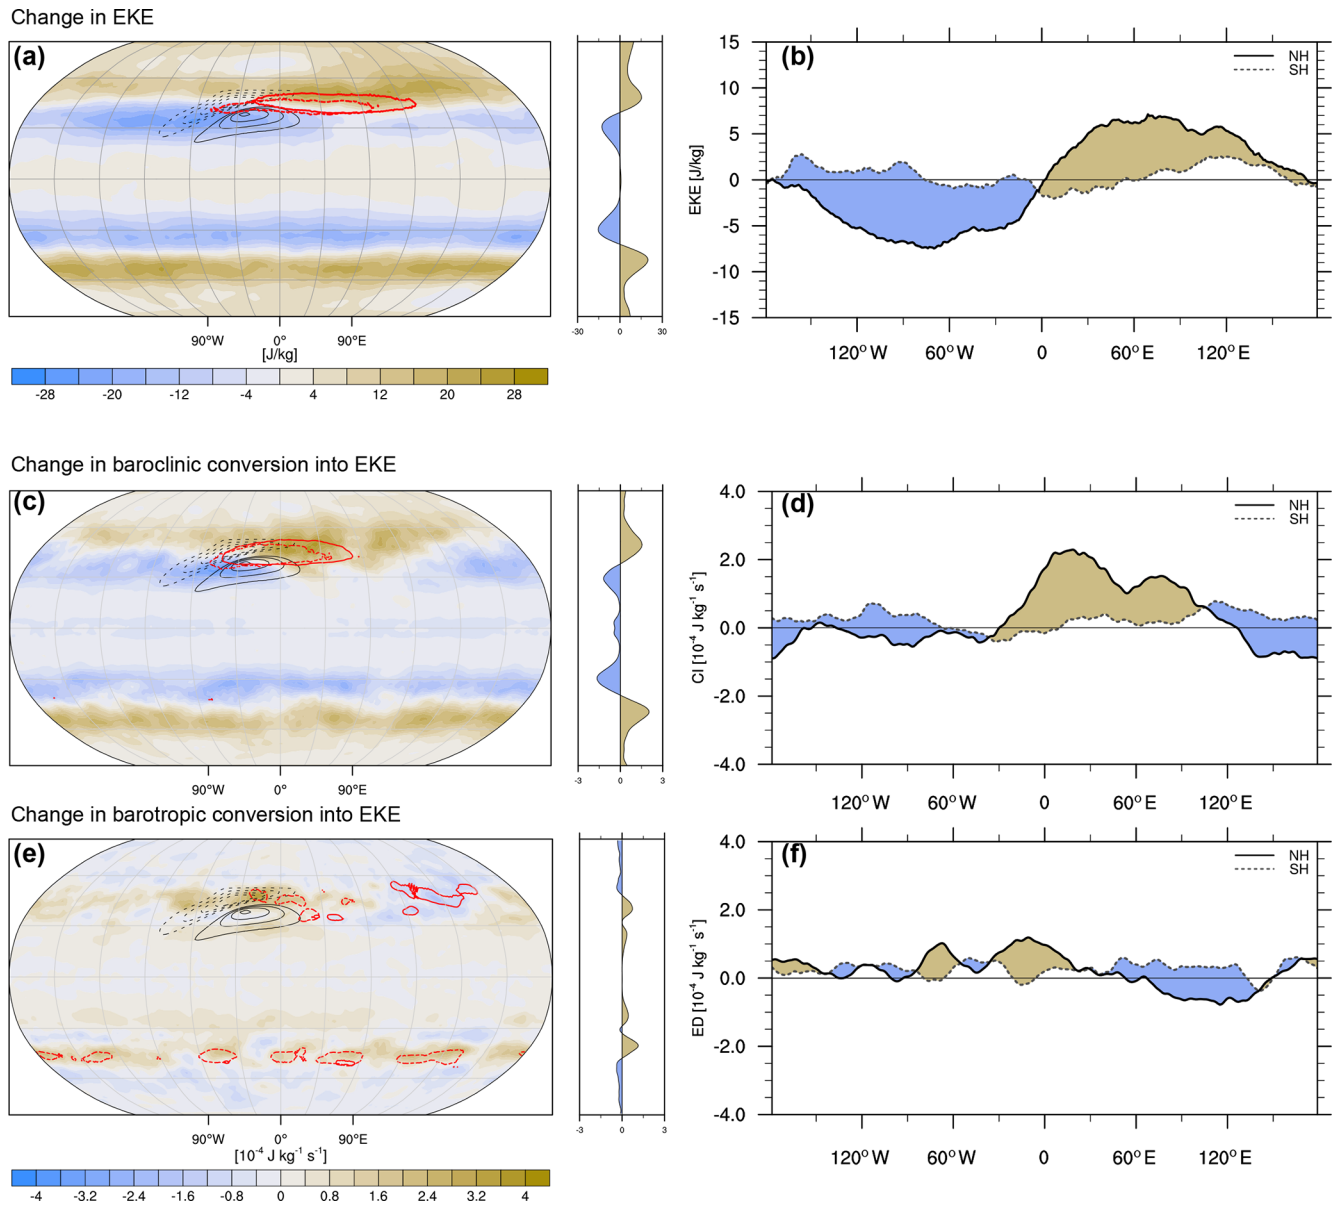 Change in EKE
(a)
90°W 0° 90°E
[J/kg]
-28 -20 -12 -4 4 12 20 28
-30 0 30
(b)
NH
SH
EKE [J/kg]
15
10
5
0
-5
-10
-15
120°W 60°W 0 60°E 120°E
Change in baroclinic conversion into EKE
(c)
90°W 0° 90°E
-3 0 3
(d)
NH
SH
CI [10⁻⁴ J kg⁻¹ s⁻¹]
4.0
2.0
0.0
-2.0
-4.0
120°W 60°W 0 60°E 120°E
Change in barotropic conversion into EKE
(e)
90°W 0° 90°E
[10⁻⁴ J kg⁻¹ s⁻¹]
-4 -3.2 -2.4 -1.6 -0.8 0 0.8 1.6 2.4 3.2 4
-3 0 3
(f)
NH
SH
ED [10⁻⁴ J kg⁻¹ s⁻¹]
4.0
2.0
0.0
-2.0
-4.0
120°W 60°W 0 60°E 120°E